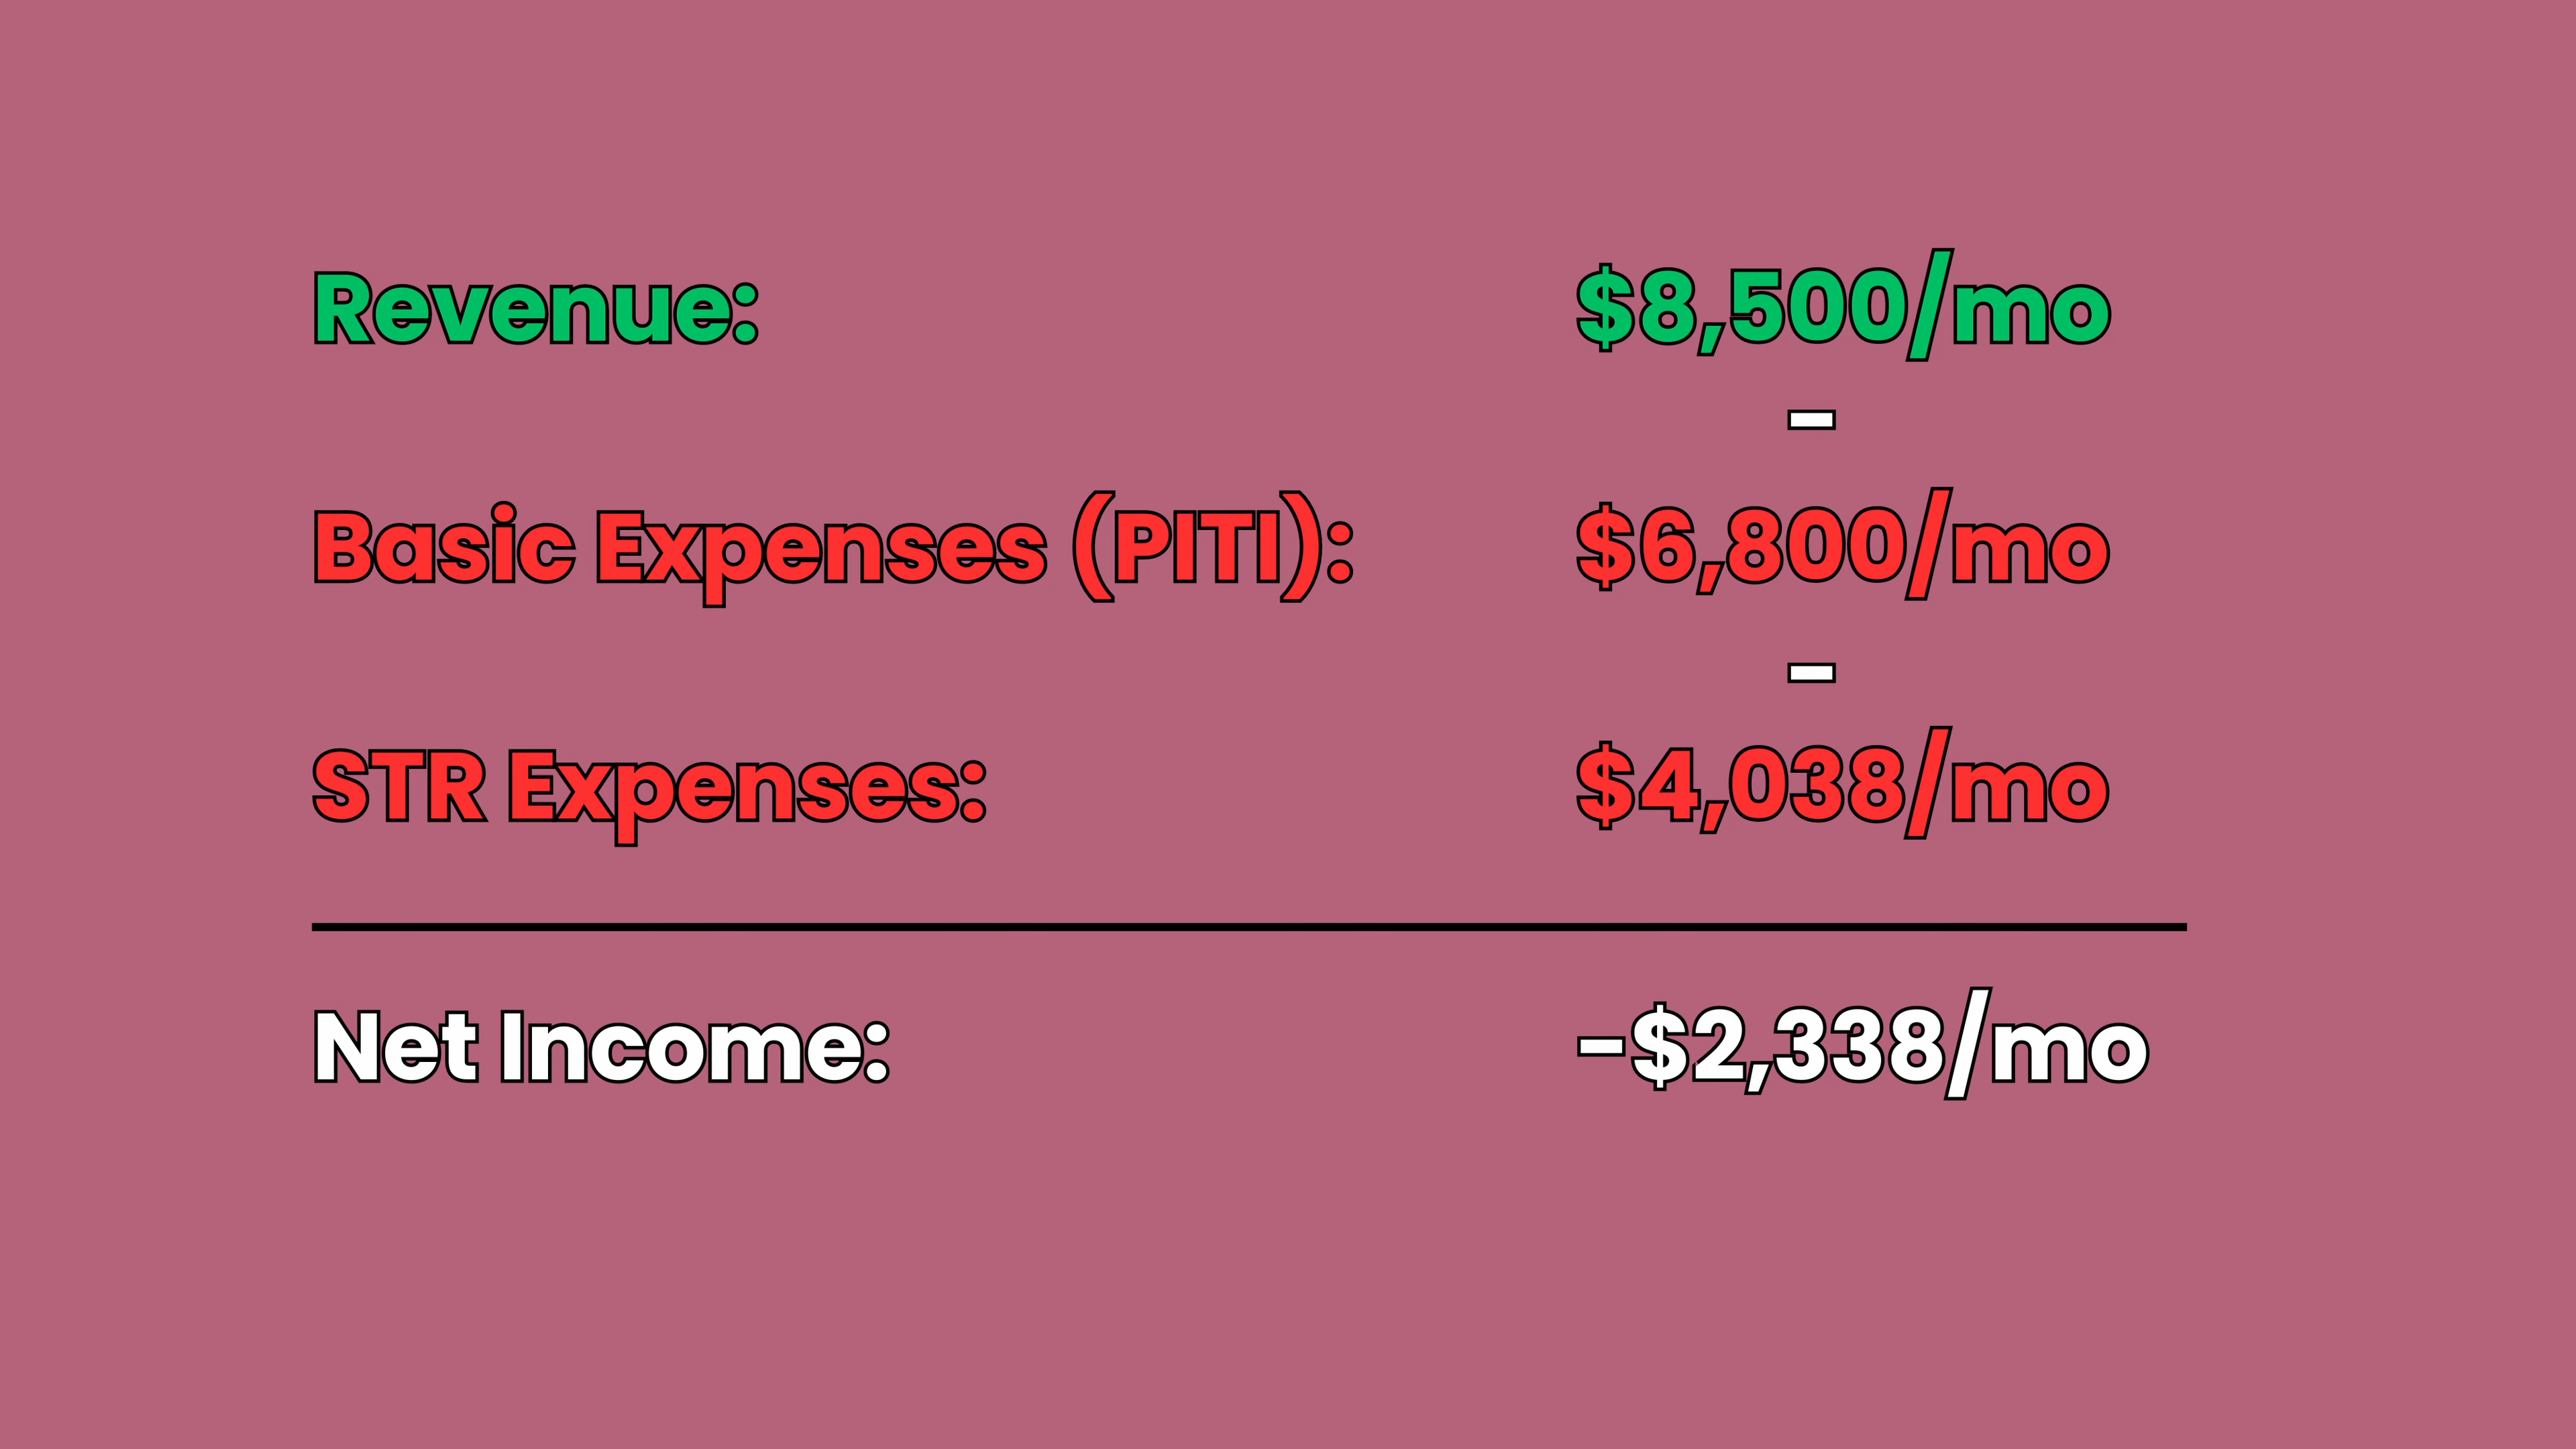 Revenue: $8,500/mo
-
Basic Expenses (PITI): $6,800/mo
-
STR Expenses: $4,038/mo
Net Income: -$2,338/mo